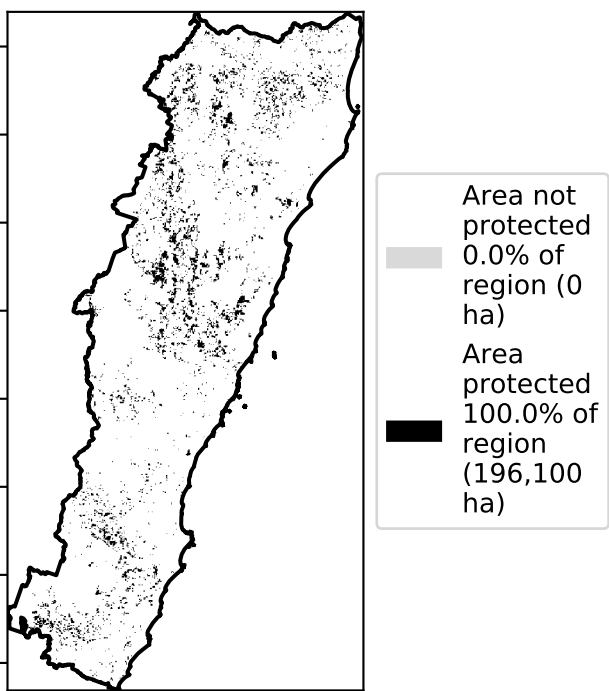 Area not
protected
0.0% of
region (0
ha)
Area
protected
100.0% of
region
(196,100
ha)